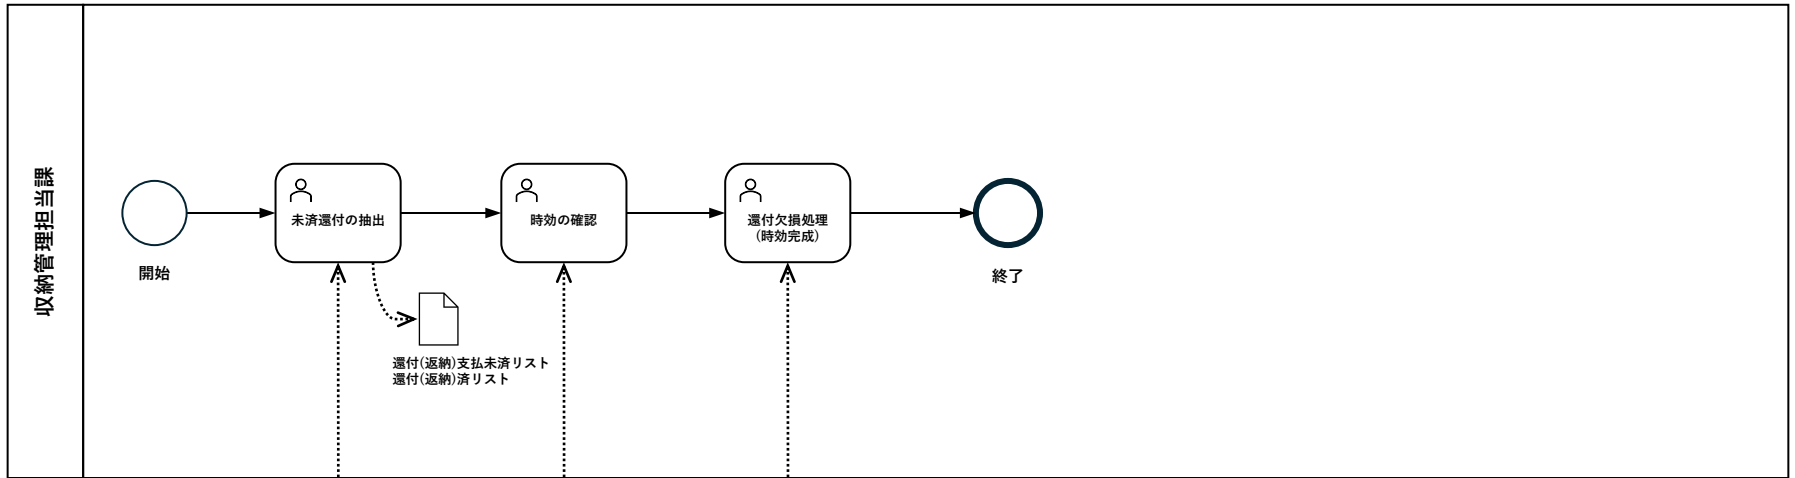 収納管理担当課
開始
未済還付の抽出
時効の確認
還付欠損処理
(時効完成)
終了
還付(返納)支払未済リスト
還付(返納)済リスト